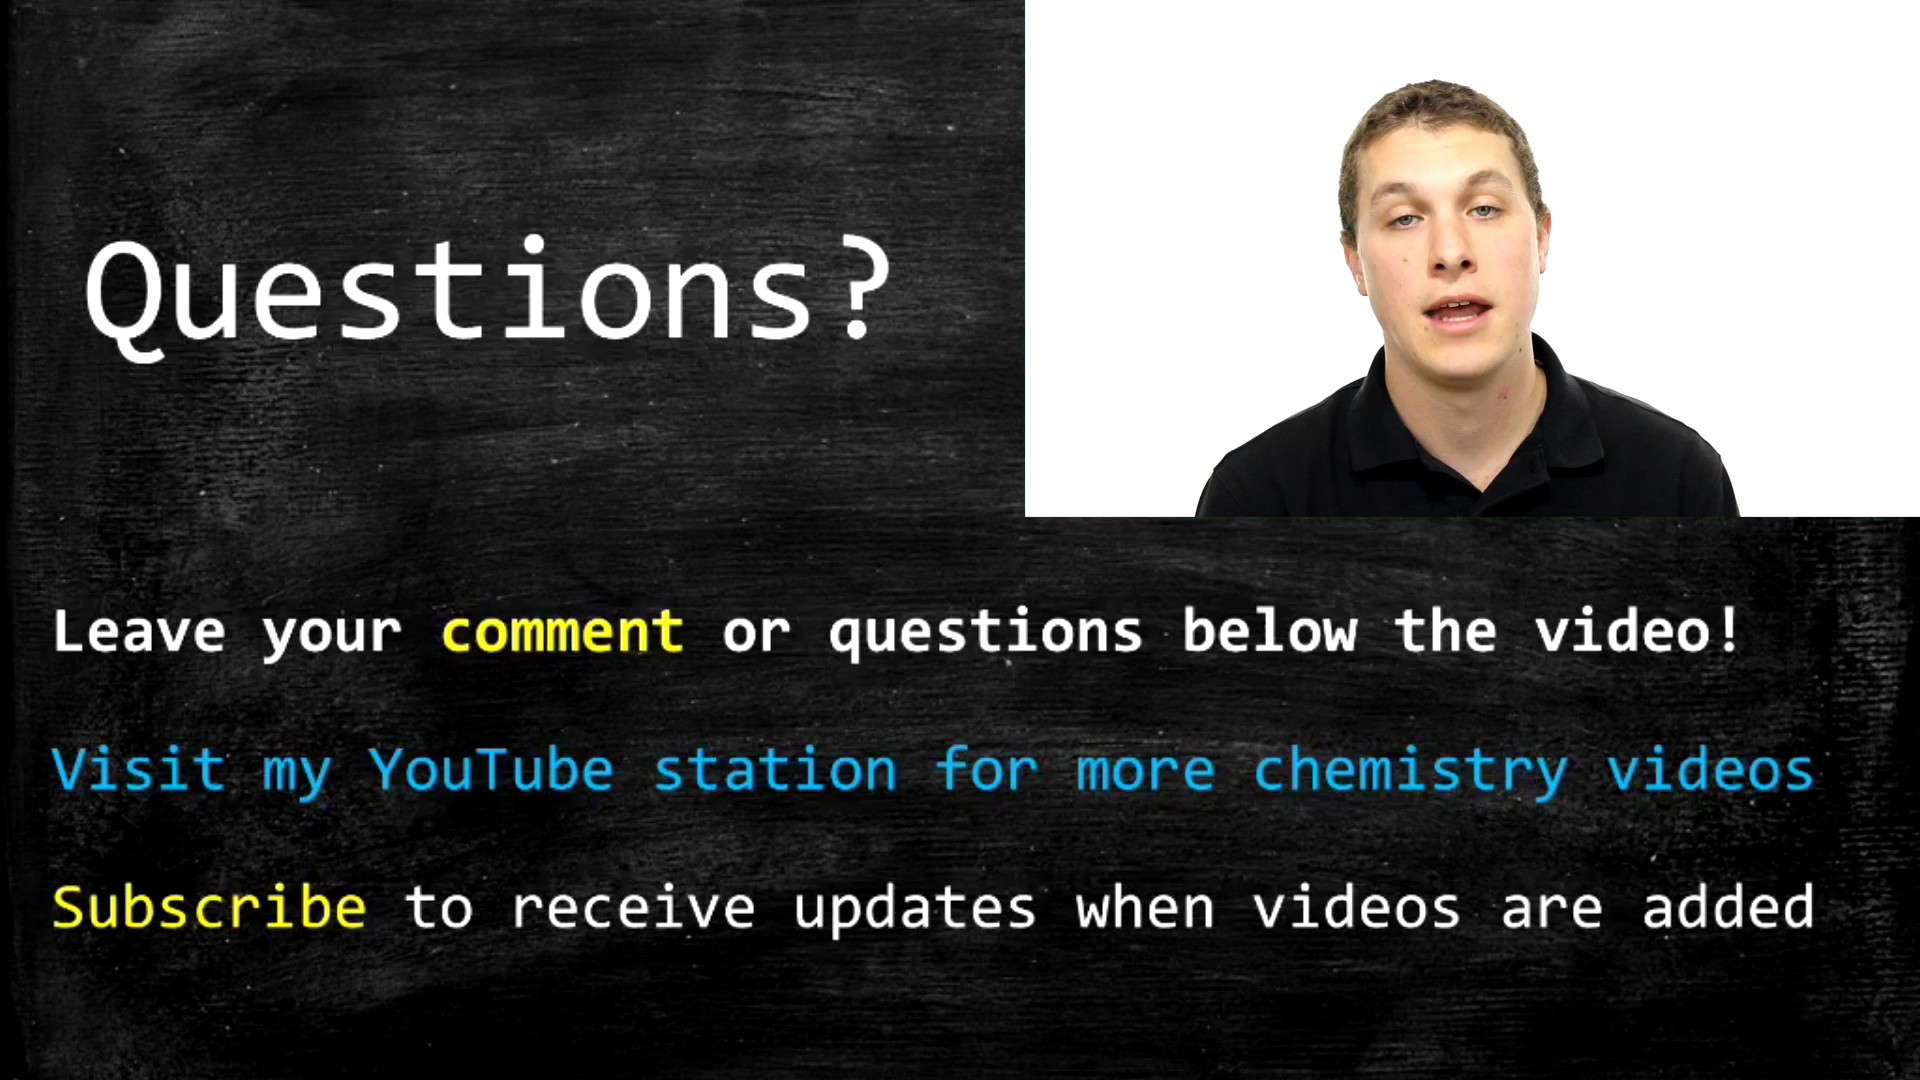 Questions?
Leave your comment or questions below the video!
Visit my YouTube station for more chemistry videos
Subscribe to receive updates when videos are added